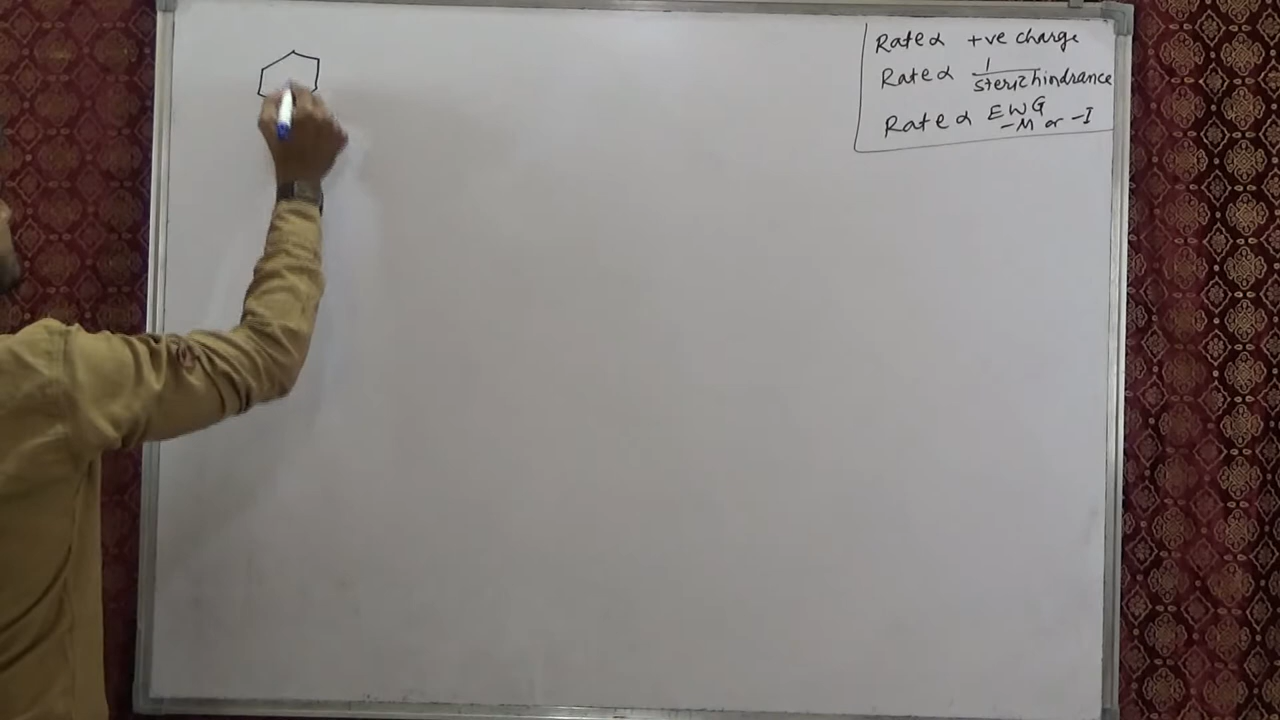 Rate ∝ +ve charge
Rate ∝ 1/steric hindrance
Rate ∝ EWG
-M or -I